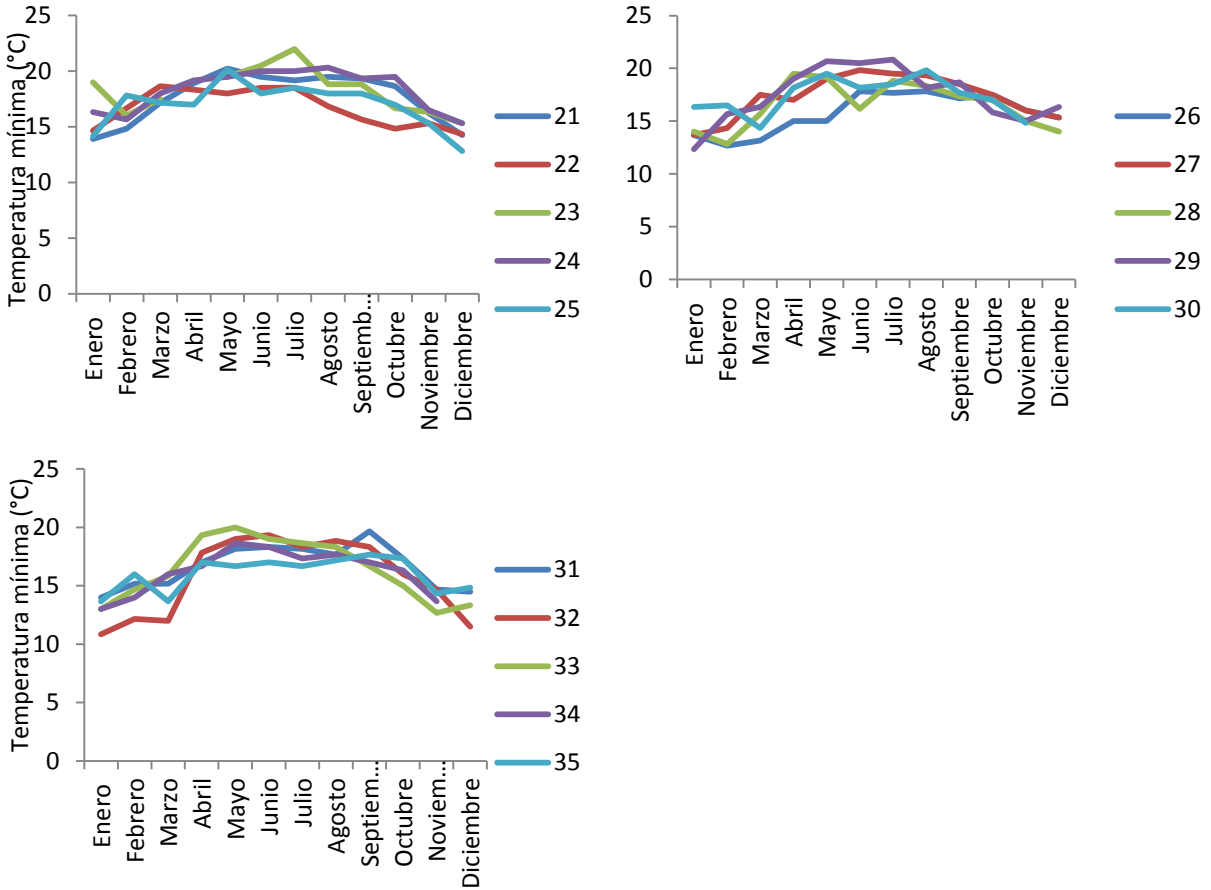 Temperatura mínima (°C)
25
20
15
10
5
0
Enero
Febrero
Marzo
Abril
Mayo
Junio
Julio
Agosto
Septiemb…
Octubre
Noviembre
Diciembre
21
22
23
24
25
25
20
15
10
5
0
Enero
Febrero
Marzo
Abril
Mayo
Junio
Julio
Agosto
Septiembre
Octubre
Noviembre
Diciembre
26
27
28
29
30
Temperatura mínima (°C)
25
20
15
10
5
0
Enero
Febrero
Marzo
Abril
Mayo
Junio
Julio
Agosto
Septiem…
Octubre
Noviem…
Diciembre
31
32
33
34
35